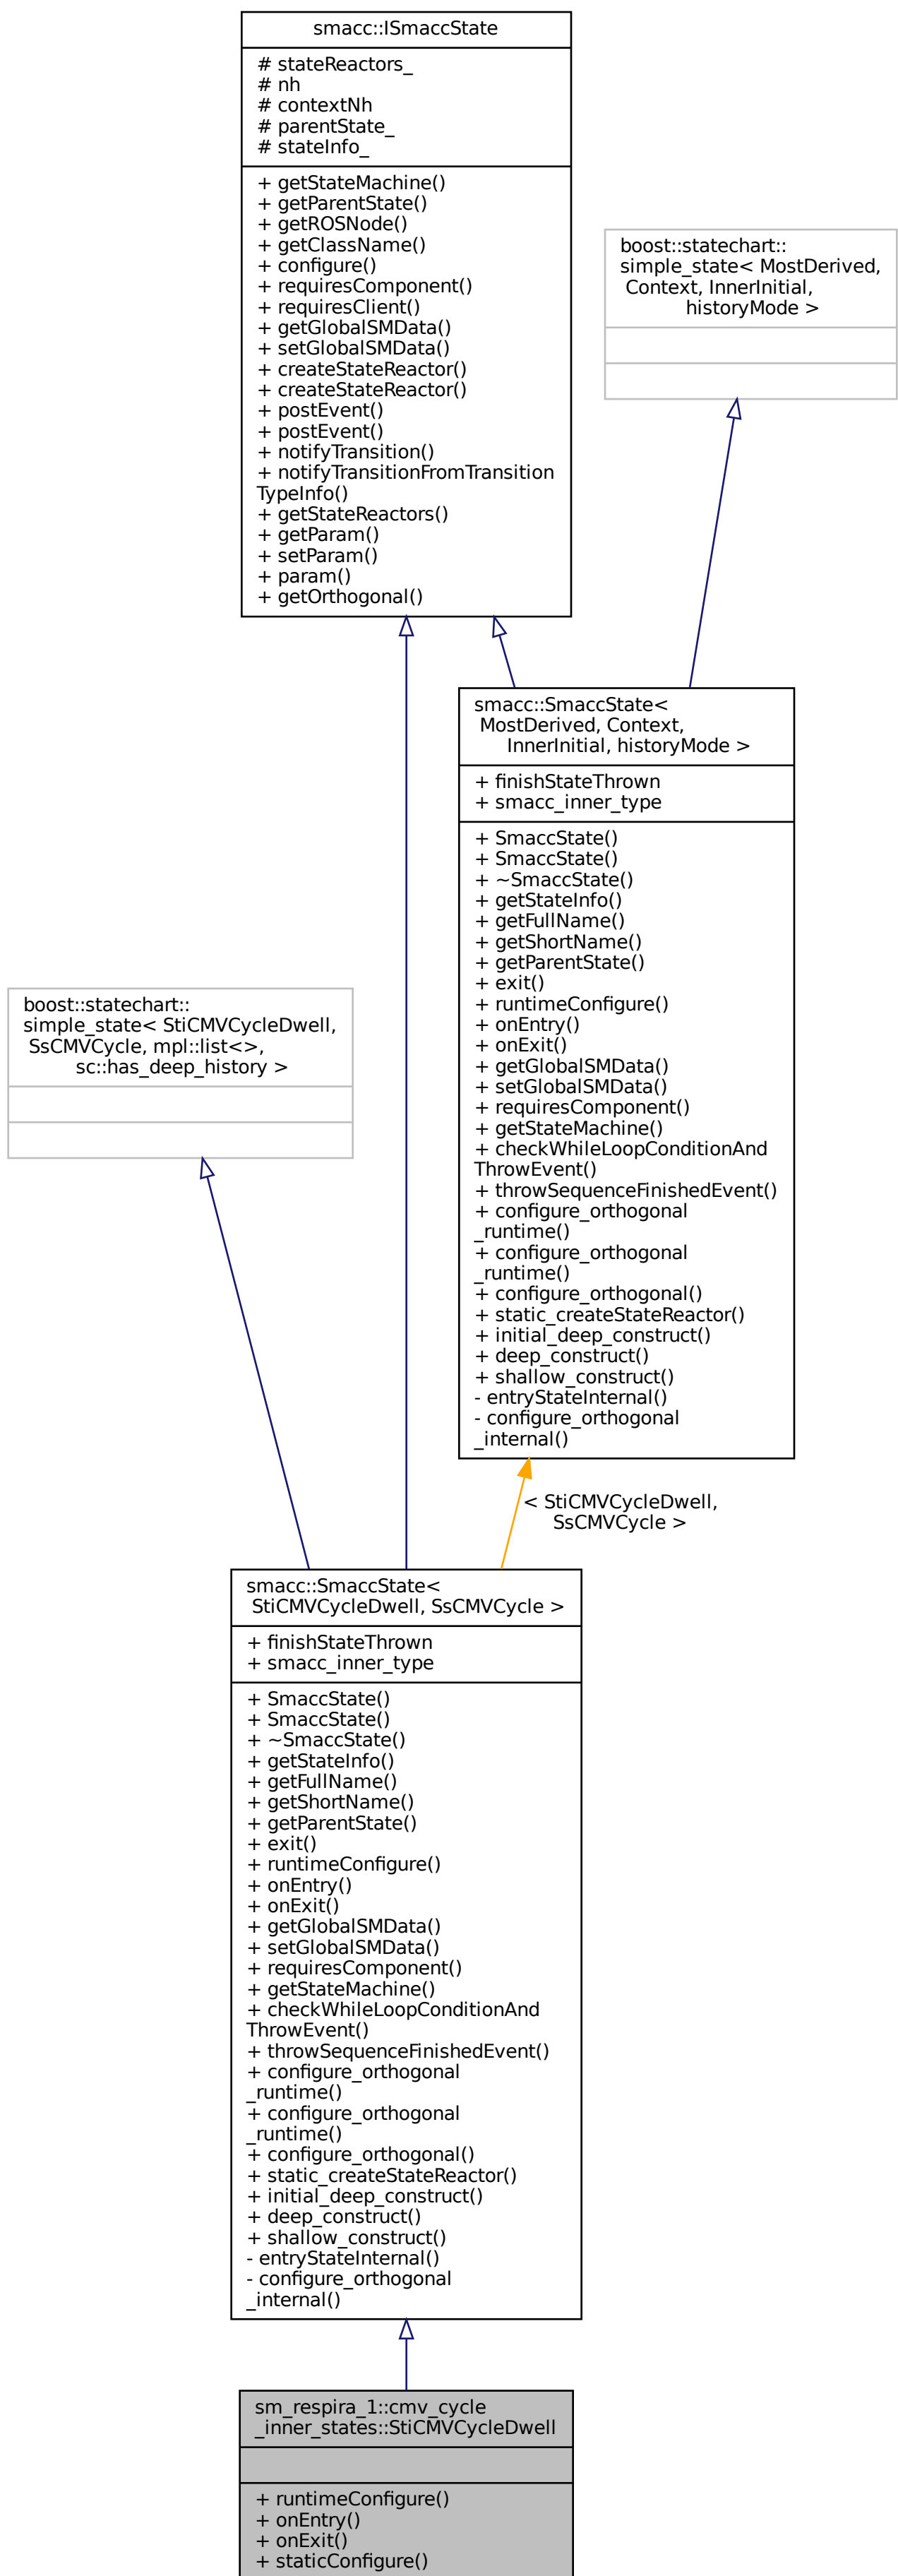 smacc::ISmaccState
# stateReactors_
# nh
# contextNh
# parentState_
# stateInfo_
+ getStateMachine()
+ getParentState()
+ getROSNode()
+ getClassName()
+ configure()
+ requiresComponent()
+ requiresClient()
+ getGlobalSMData()
+ setGlobalSMData()
+ createStateReactor()
+ createStateReactor()
+ postEvent()
+ postEvent()
+ notifyTransition()
+ notifyTransitionFromTransition
TypeInfo()
+ getStateReactors()
+ getParam()
+ setParam()
+ param()
+ getOrthogonal()
boost::statechart::
simple_state< MostDerived,
Context, InnerInitial,
historyMode >
smacc::SmaccState<
MostDerived, Context,
InnerInitial, historyMode >
+ finishStateThrown
+ smacc_inner_type
+ SmaccState()
+ SmaccState()
+ ~SmaccState()
+ getStateInfo()
+ getFullName()
+ getShortName()
+ getParentState()
+ exit()
+ runtimeConfigure()
+ onEntry()
+ onExit()
+ getGlobalSMData()
+ setGlobalSMData()
+ requiresComponent()
+ getStateMachine()
+ checkWhileLoopConditionAnd
ThrowEvent()
+ throwSequenceFinishedEvent()
+ configure_orthogonal
_runtime()
+ configure_orthogonal
_runtime()
+ configure_orthogonal()
+ static_createStateReactor()
+ initial_deep_construct()
+ deep_construct()
+ shallow_construct()
- entryStateInternal()
- configure_orthogonal
_internal()
boost::statechart::
simple_state< StiCMVCycleDwell,
SsCMVCycle, mpl::list<>,
sc::has_deep_history >
< StiCMVCycleDwell,
SsCMVCycle >
smacc::SmaccState<
StiCMVCycleDwell, SsCMVCycle >
+ finishStateThrown
+ smacc_inner_type
+ SmaccState()
+ SmaccState()
+ ~SmaccState()
+ getStateInfo()
+ getFullName()
+ getShortName()
+ getParentState()
+ exit()
+ runtimeConfigure()
+ onEntry()
+ onExit()
+ getGlobalSMData()
+ setGlobalSMData()
+ requiresComponent()
+ getStateMachine()
+ checkWhileLoopConditionAnd
ThrowEvent()
+ throwSequenceFinishedEvent()
+ configure_orthogonal
_runtime()
+ configure_orthogonal
_runtime()
+ configure_orthogonal()
+ static_createStateReactor()
+ initial_deep_construct()
+ deep_construct()
+ shallow_construct()
- entryStateInternal()
- configure_orthogonal
_internal()
sm_respira_1::cmv_cycle
_inner_states::StiCMVCycleDwell
+ runtimeConfigure()
+ onEntry()
+ onExit()
+ staticConfigure()